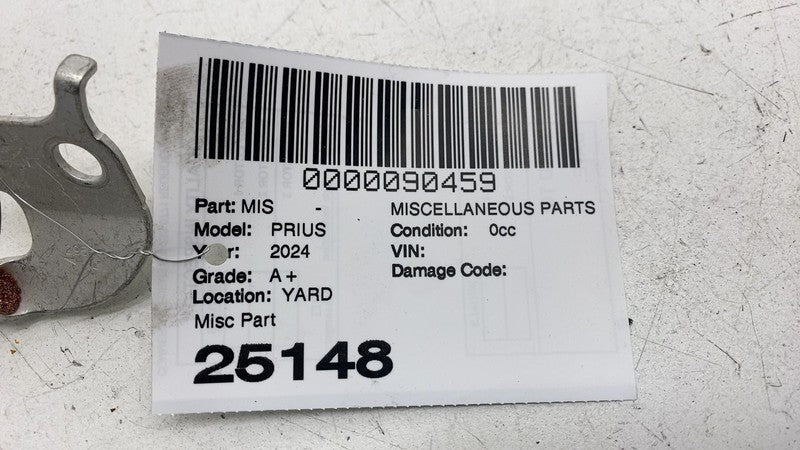 0000090459
Part: MIS - MISCELLANEOUS PARTS
Model: PRIUS Condition: 0cc
Year: 2024 VIN:
Grade: A+ Damage Code:
Location: YARD
Misc Part
25148